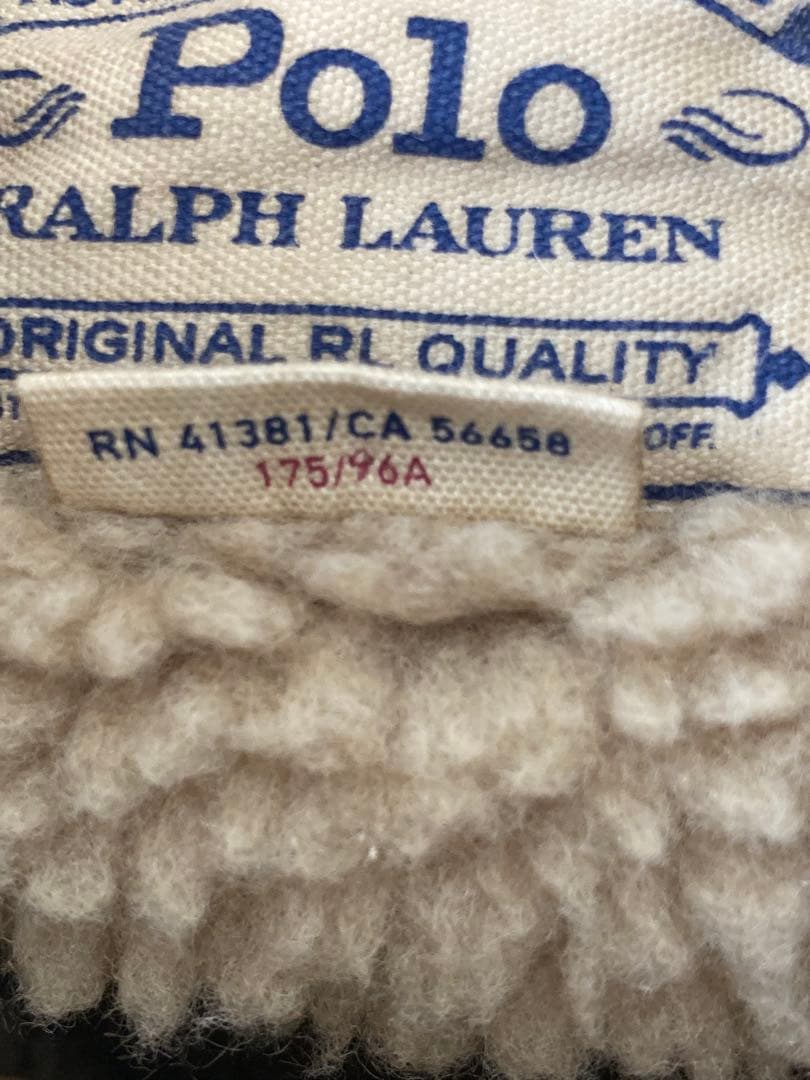 Polo
RALPH LAUREN
ORIGINAL RL QUALITY
OFF.
RN 41381/CA 56658
175/96A